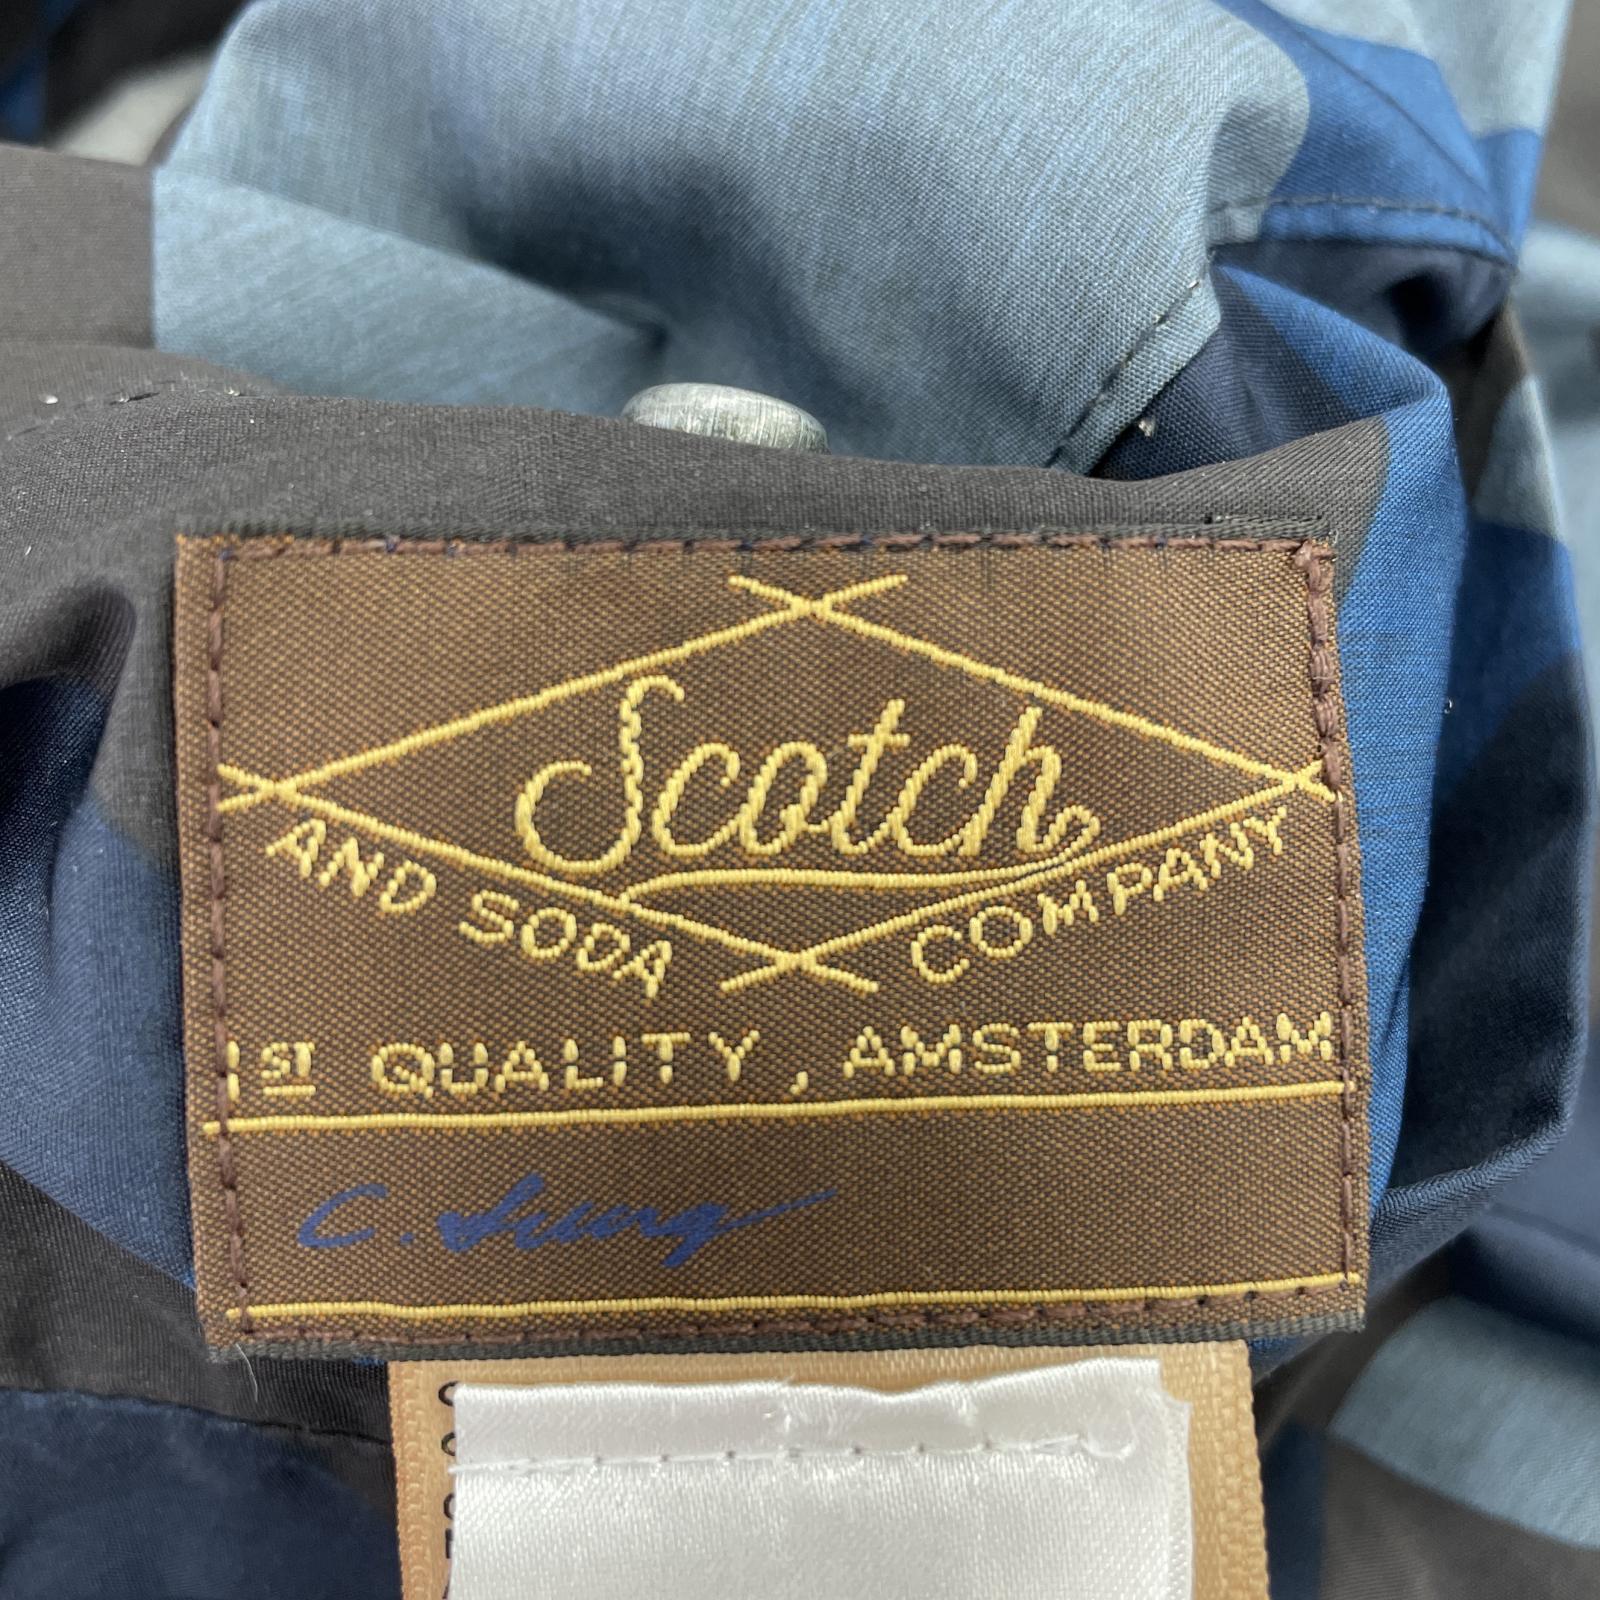 Scotch
AND SODA COMPANY
1ST QUALITY, AMSTERDAM
C.